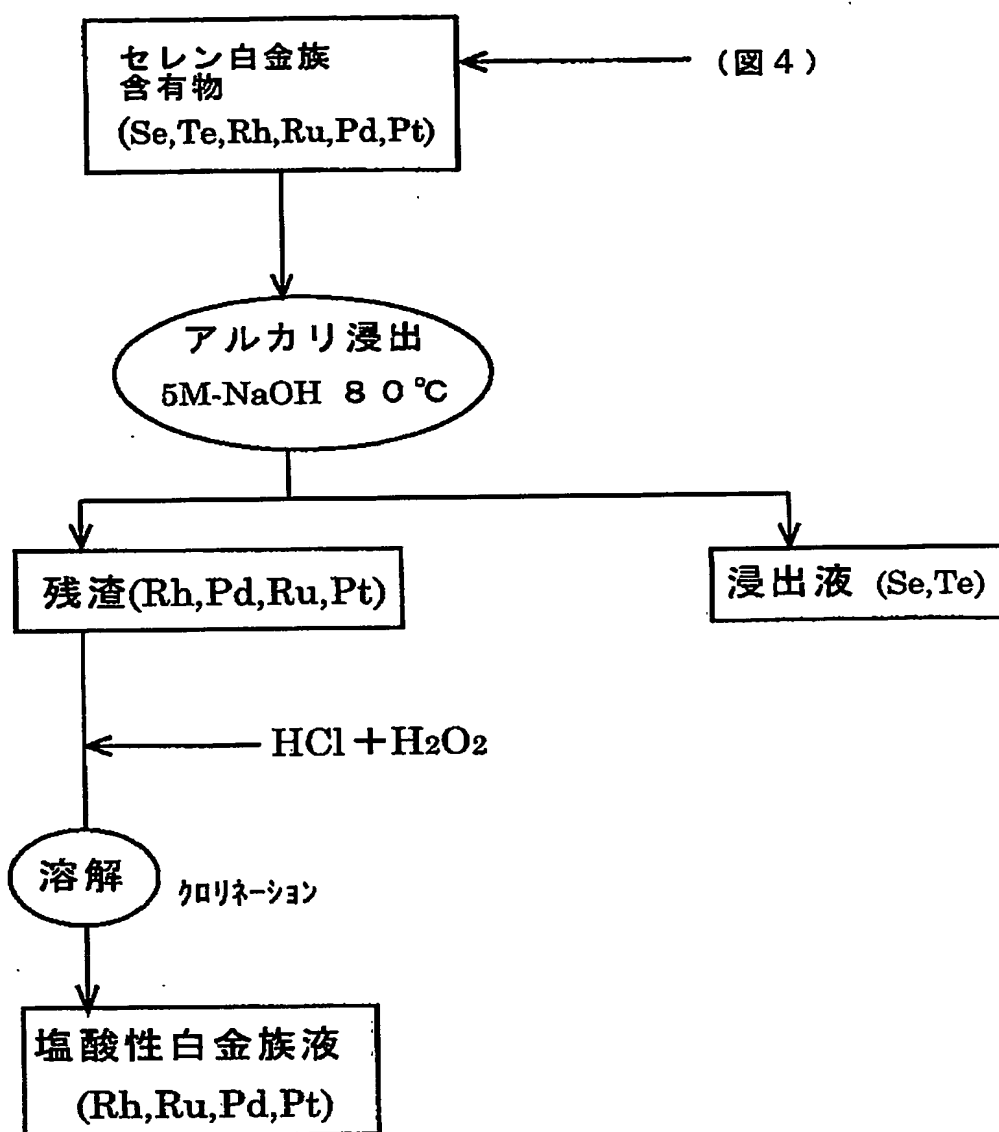 セレン白金族
含有物
(Se,Te,Rh,Ru,Pd,Pt)
(図4)
アルカリ浸出
5M-NaOH 80℃
残渣(Rh,Pd,Ru,Pt)
浸出液 (Se,Te)
HCl+H2O2
溶解
クロリネーション
塩酸性白金族液
(Rh,Ru,Pd,Pt)